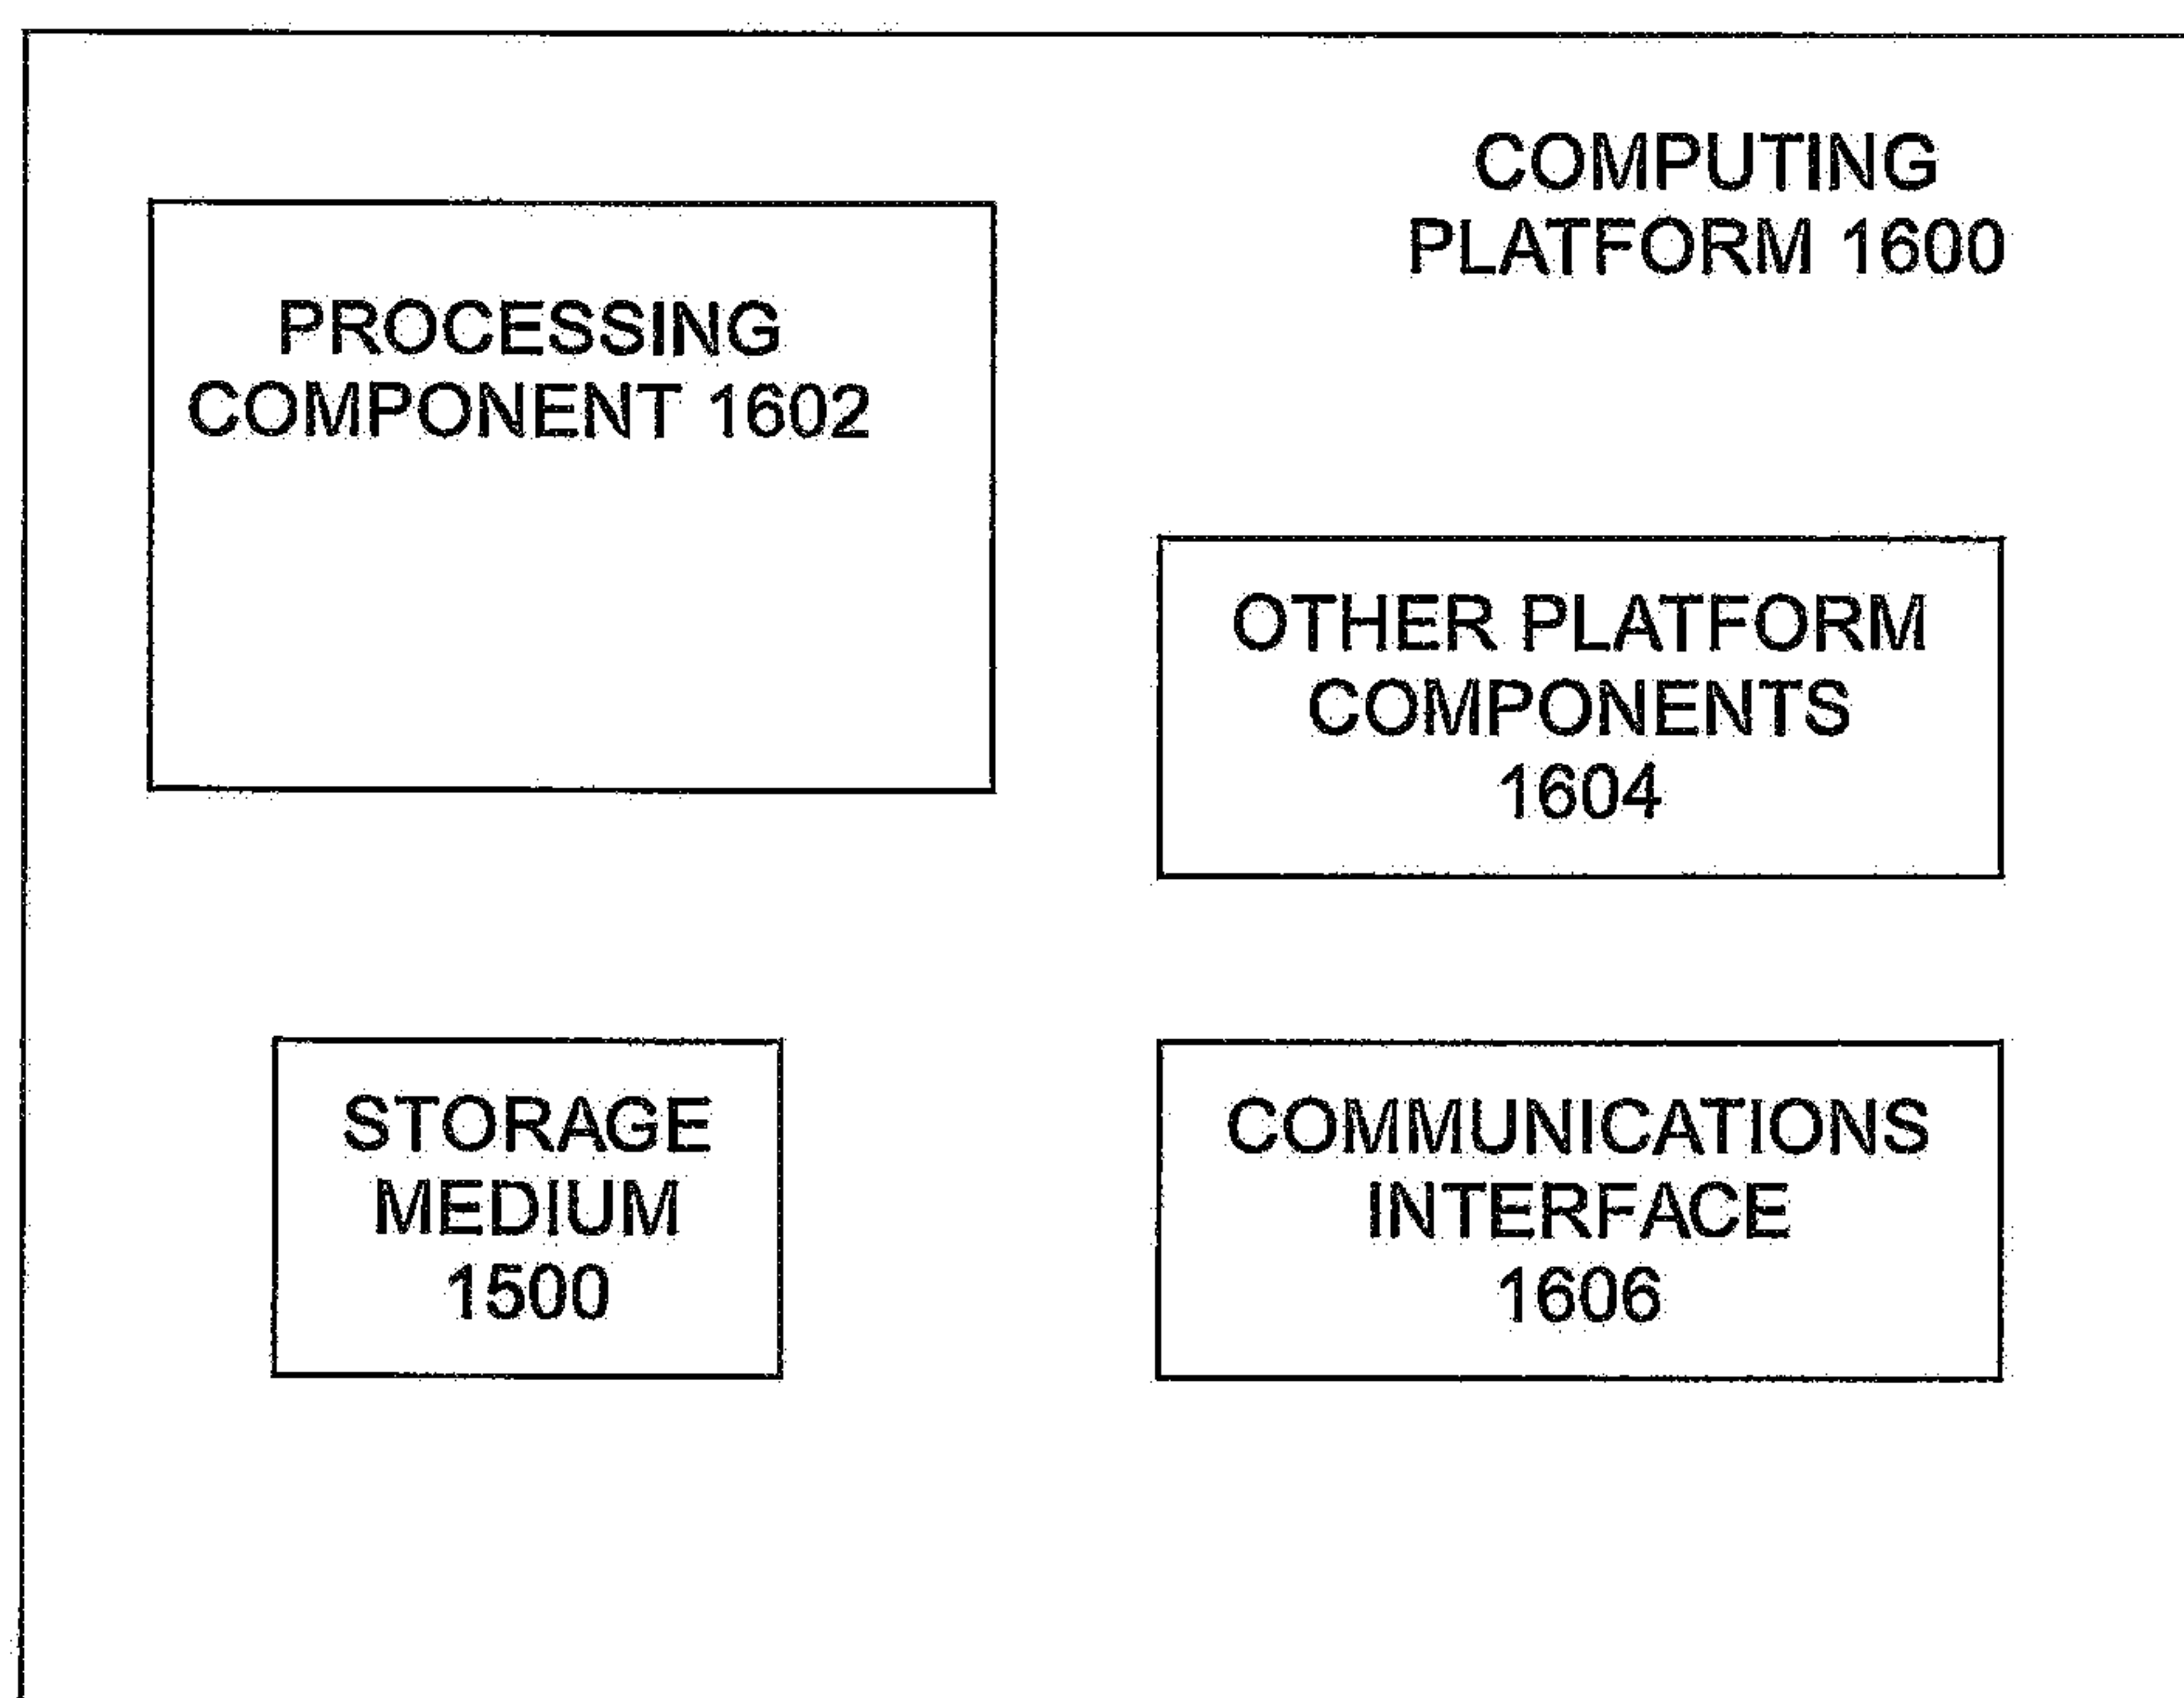 COMPUTING
PLATFORM 1600
PROCESSING
COMPONENT 1602
OTHER PLATFORM
COMPONENTS
1604
STORAGE
MEDIUM
1500
COMMUNICATIONS
INTERFACE
1606